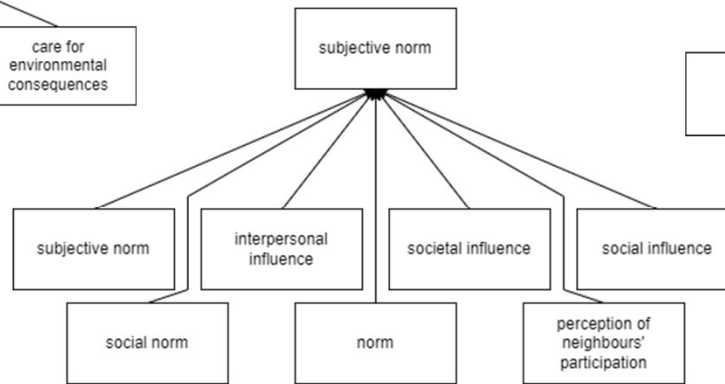 care for
environmental
consequences
subjective norm
subjective norm
interpersonal
influence
societal influence
social influence
social norm
norm
perception of
neighbours'
participation